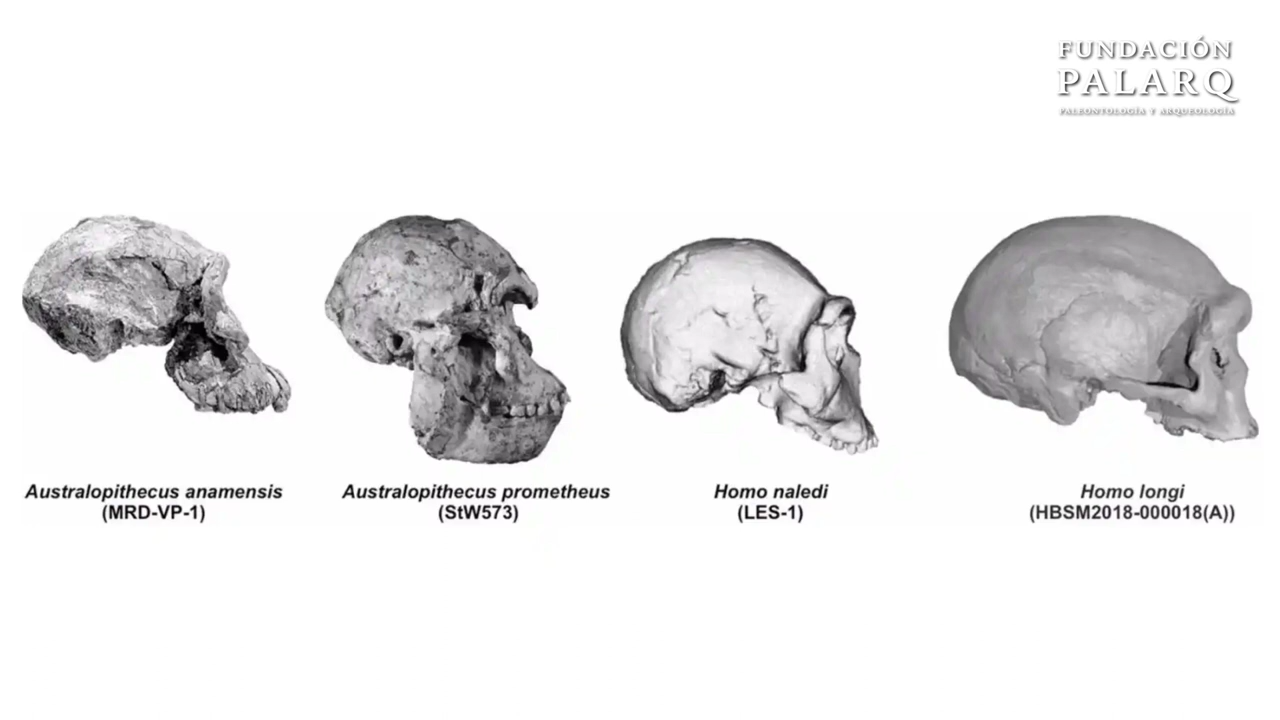 FUNDACIÓN
PALARQ
PALEONTOLOGÍA Y ARQUEOLOGÍA
Australopithecus anamensis
(MRD-VP-1)
Australopithecus prometheus
(StW573)
Homo naledi
(LES-1)
Homo longi
(HBSM2018-000018(A))